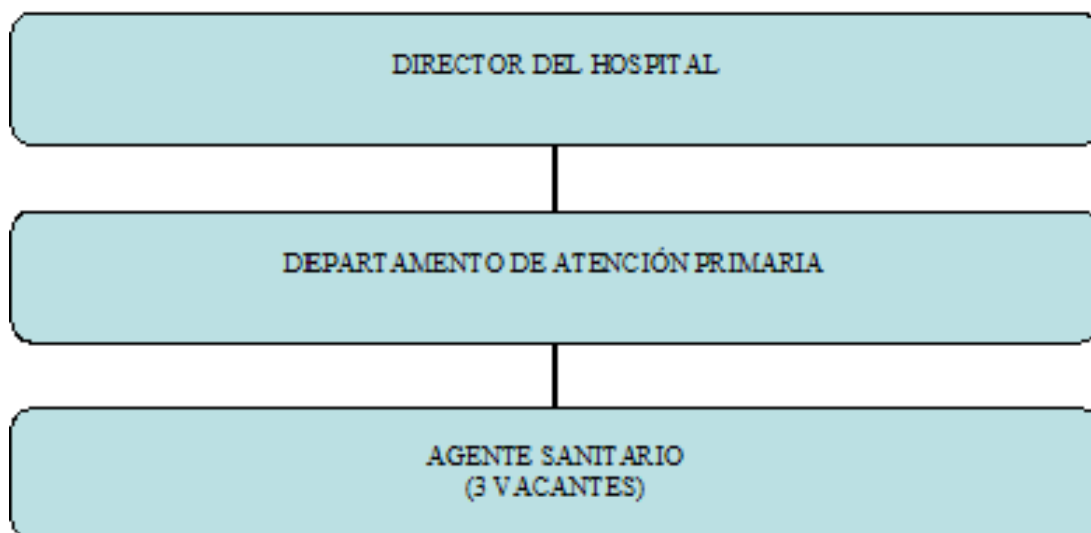 DIRECTOR DEL HOSPITAL
DEPARTAMENTO DE ATENCIÓN PRIMARIA
AGENTE SANITARIO
(3 VACANTES)